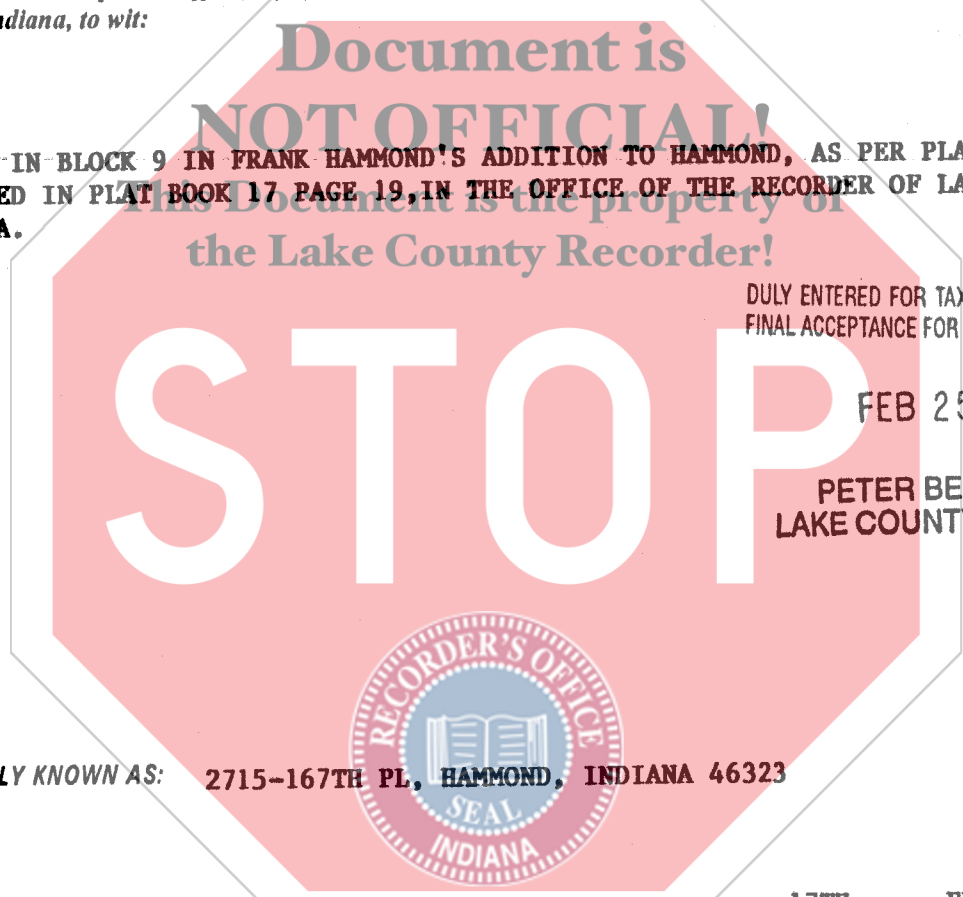 ndiana, to wit:
Document is
NOT OFFICIAL!
IN BLOCK 9 IN FRANK HAMMOND'S ADDITION TO HAMMOND, AS PER PLA
ED IN PLAT BOOK 17 PAGE 19, IN THE OFFICE OF THE RECORDER OF LA
This Document is the property of
A.
the Lake County Recorder!
DULY ENTERED FOR TAX
FINAL ACCEPTANCE FOR
STOP
FEB 25
PETER BE
LAKE COUNTY
RECORDER'S OFFICE
LY KNOWN AS: 2715-167TH PL, HAMMOND, INDIANA 46323
SEAL
INDIANA
17TH